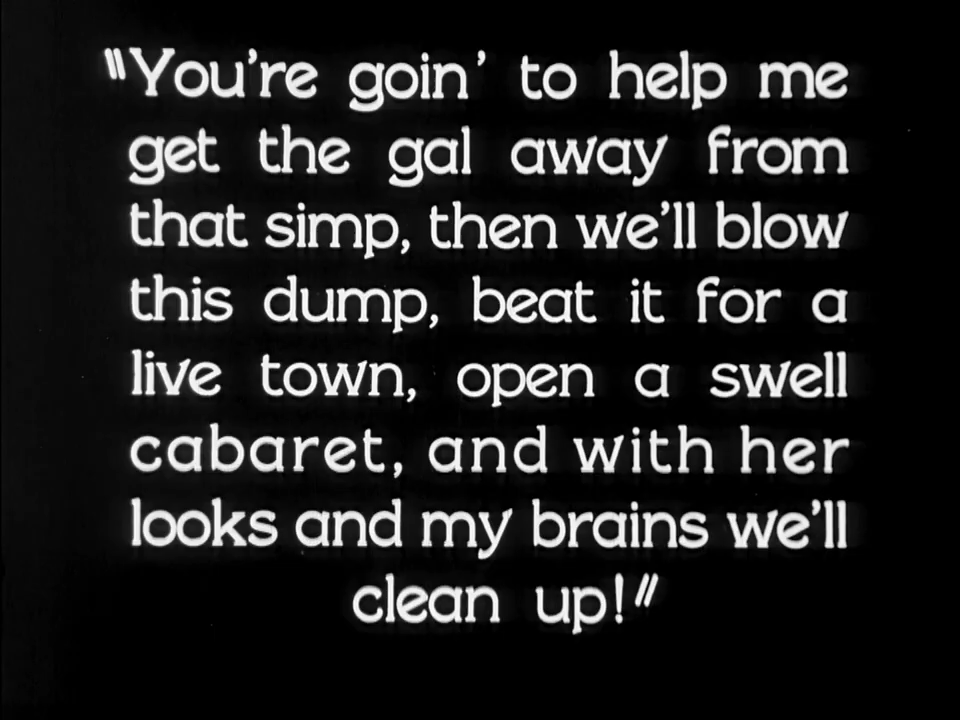 "You're goin' to help me
get the gal away from
that simp, then we'll blow
this dump, beat it for a
live town, open a swell
cabaret, and with her
looks and my brains we'll
clean up!"